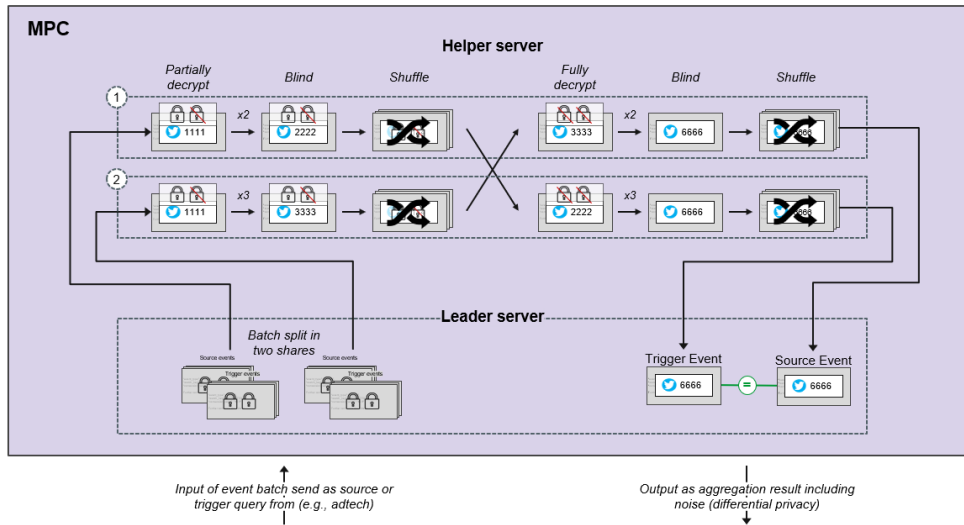 MPC
Helper server
Partially
decrypt
Blind
Shuffle
Fully
decrypt
Blind
Shuffle
1
1111
x2
2222
3333
x2
6666
2
1111
x3
3333
2222
x3
6666
Leader server
Batch split in
two shares
Source events
Trigger events
Source events
Trigger events
Trigger Event
6666
=
Source Event
6666
Input of event batch send as source or
trigger query from (e.g., adtech)
Output as aggregation result including
noise (differential privacy)